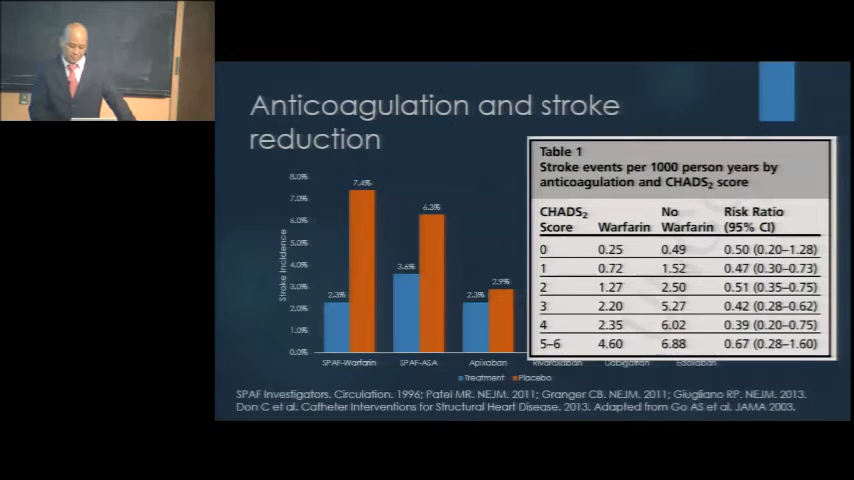 Anticoagulation and stroke
reduction
8.0%
7.0%
6.0%
5.0%
4.0%
3.0%
2.0%
1.0%
0.0%
Stroke Incidence
2.3%
7.4%
3.6%
6.3%
2.3%
2.9%
SPAF-Warfarin
SPAF-ASA
Apixaban
Rivaroxaban
Dabigatran
Edoxaban
Treatment
Placebo
Table 1
Stroke events per 1000 person years by
anticoagulation and CHADS2 score
CHADS2 No Risk Ratio
Score Warfarin Warfarin (95% CI)
0 0.25 0.49 0.50 (0.20–1.28)
1 0.72 1.52 0.47 (0.30–0.73)
2 1.27 2.50 0.51 (0.35–0.75)
3 2.20 5.27 0.42 (0.28–0.62)
4 2.35 6.02 0.39 (0.20–0.75)
5–6 4.60 6.88 0.67 (0.28–1.60)
SPAF Investigators. Circulation. 1996; Patel MR. NEJM. 2011; Granger CB. NEJM. 2011; Giugliano RP. NEJM. 2013.
Don C et al. Catheter Interventions for Structural Heart Disease. 2013. Adapted from Go AS et al. JAMA 2003.